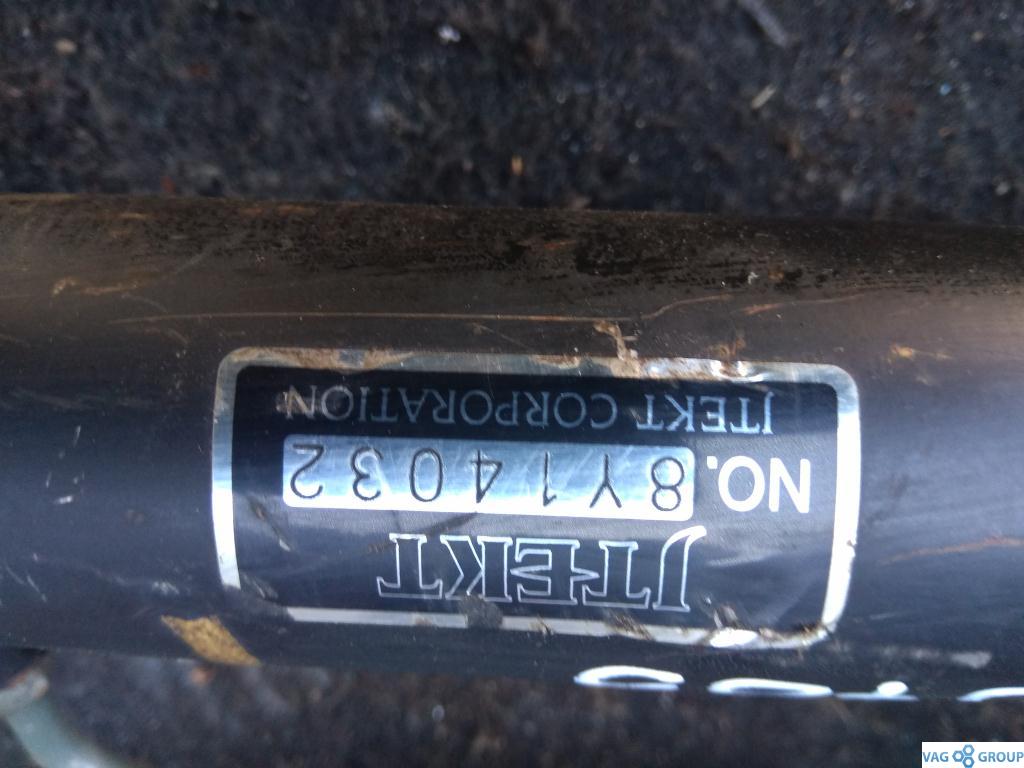 JTEKT
NO. 8Y14032
JTEKT CORPORATION
VAG GROUP